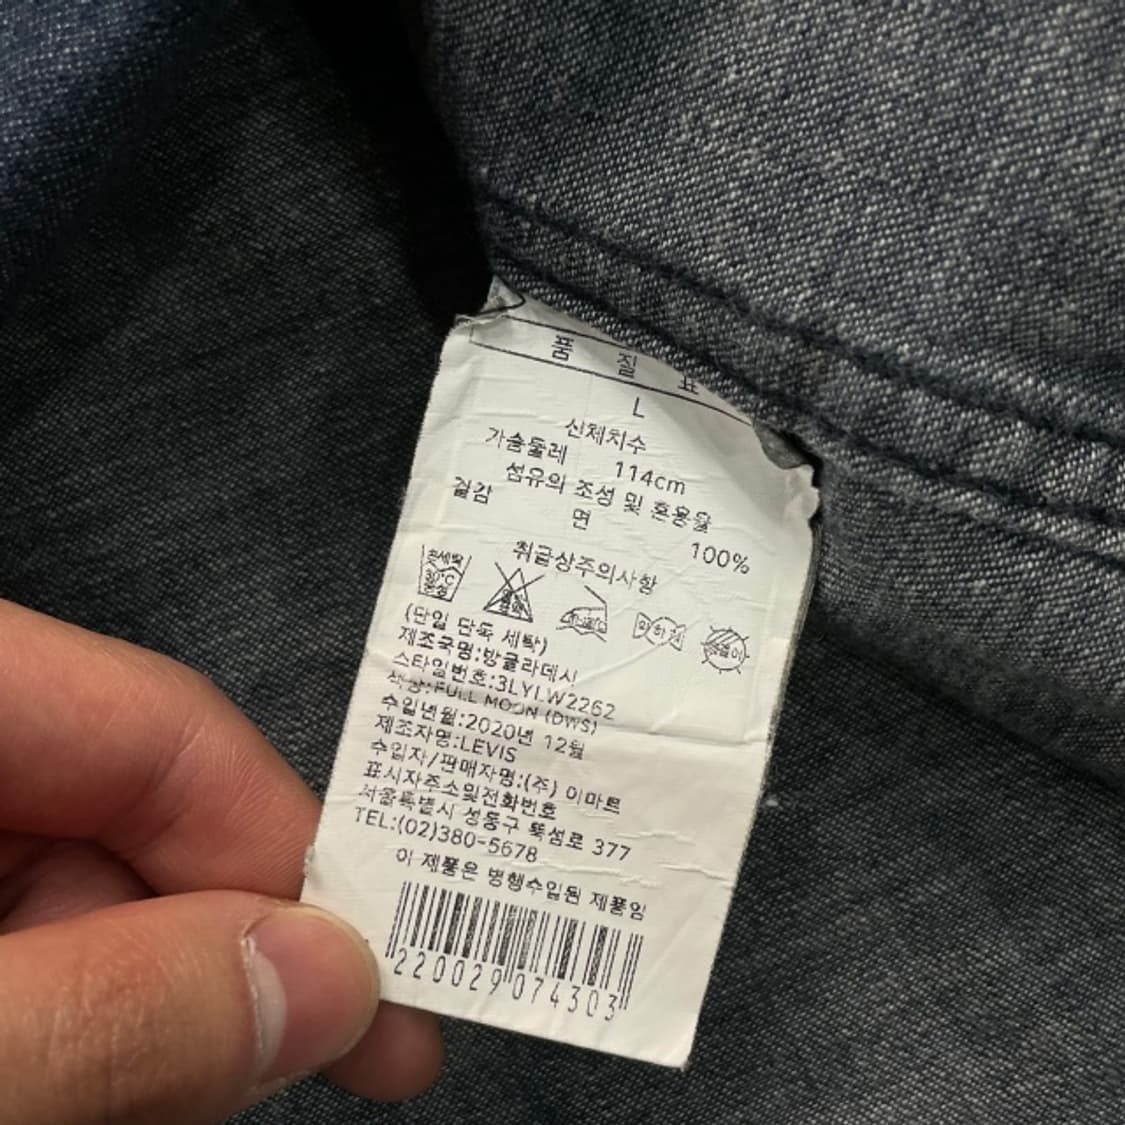 품 질 표
L
신체치수
가슴둘레 114cm
섬유의 조성 및 혼용율
겉감 면 100%
취급상주의사항
손세탁
(단일 단독 세탁)
제조국명:방글라데시
스타일번호:3LYLW2262
색상:FULL MOON (DWS)
수입년월:2020년 12월
제조자명:LEVIS
수입자/판매자명:(주) 이마트
표시자주소및전화번호
서울특별시 성동구 뚝섬로 377
TEL:(02)380-5678
이 제품은 병행수입된 제품임
220029074303